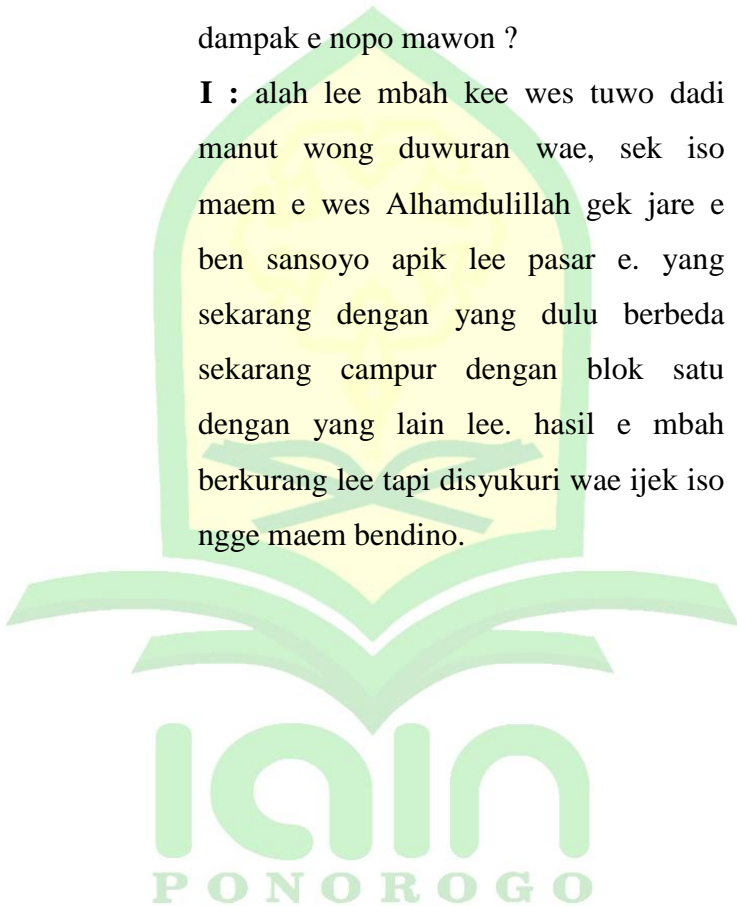 dampak e nopo mawon ?
I : alah lee mbah kee wes tuwo dadi
manut wong duwuran wae, sek iso
maem e wes Alhamdulillah gek jare e
ben sansoyo apik lee pasar e. yang
sekarang dengan yang dulu berbeda
sekarang campur dengan blok satu
dengan yang lain lee. hasil e mbah
berkurang lee tapi disyukuri wae ijek iso
ngge maem bendino.
iain
PONOROGO